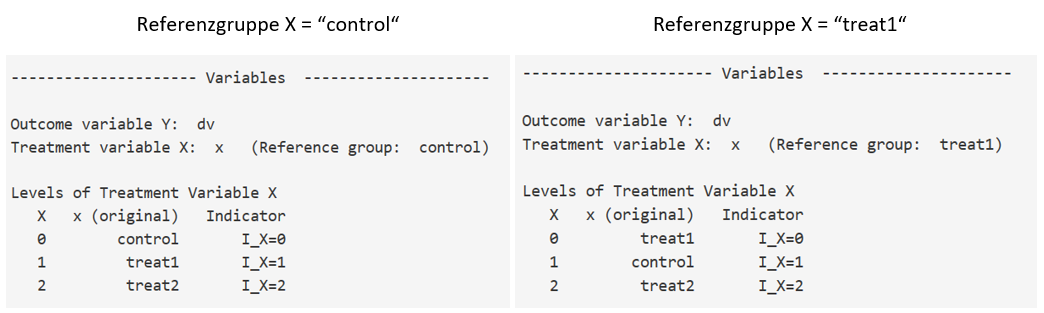 Referenzgruppe X = “control“
--------------------- Variables ---------------------
Outcome variable Y: dv
Treatment variable X: x (Reference group: control)
Levels of Treatment Variable X
X x (original) Indicator
0 control I_X=0
1 treat1 I_X=1
2 treat2 I_X=2
Referenzgruppe X = “treat1“
--------------------- Variables ---------------------
Outcome variable Y: dv
Treatment variable X: x (Reference group: treat1)
Levels of Treatment Variable X
X x (original) Indicator
0 treat1 I_X=0
1 control I_X=1
2 treat2 I_X=2